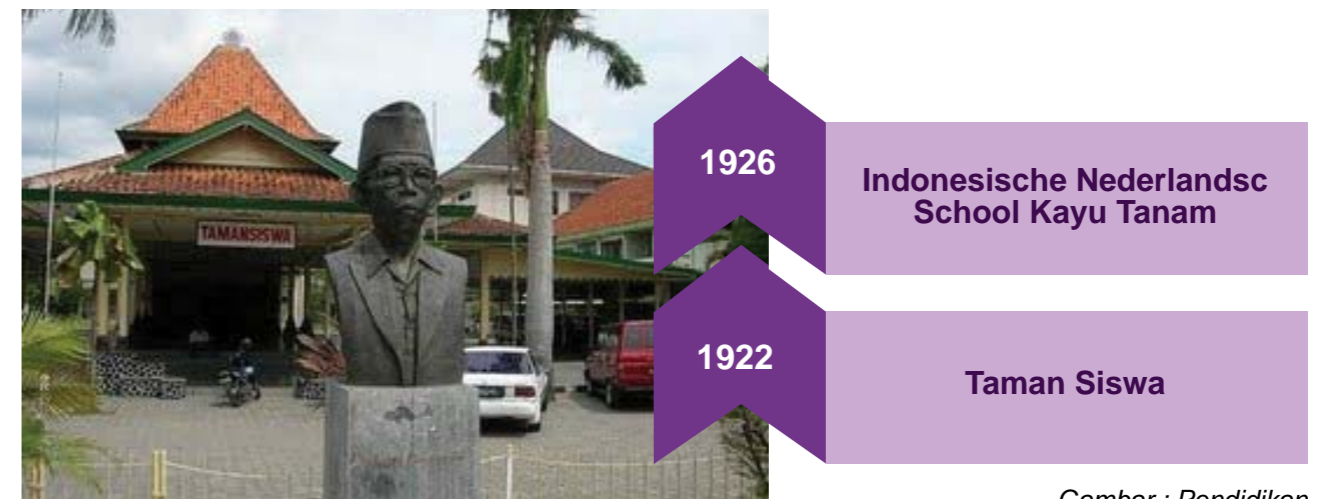 TAMANSISWA
1926
Indonesische Nederlandsc
School Kayu Tanam
1922
Taman Siswa
Gambar : Pendidikan